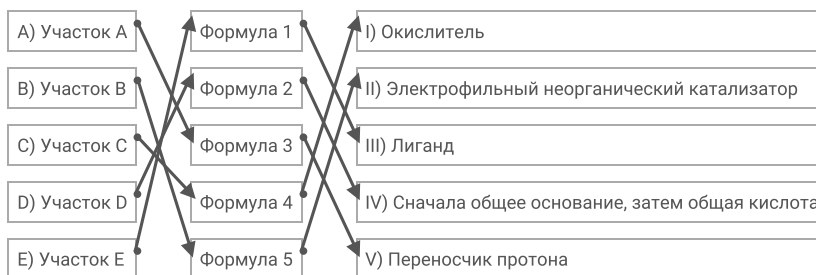 A) Участок A Формула 1 I) Окислитель
B) Участок B Формула 2 II) Электрофильный неорганический катализатор
C) Участок C Формула 3 III) Лиганд
D) Участок D Формула 4 IV) Сначала общее основание, затем общая кислота
E) Участок E Формула 5 V) Переносчик протона